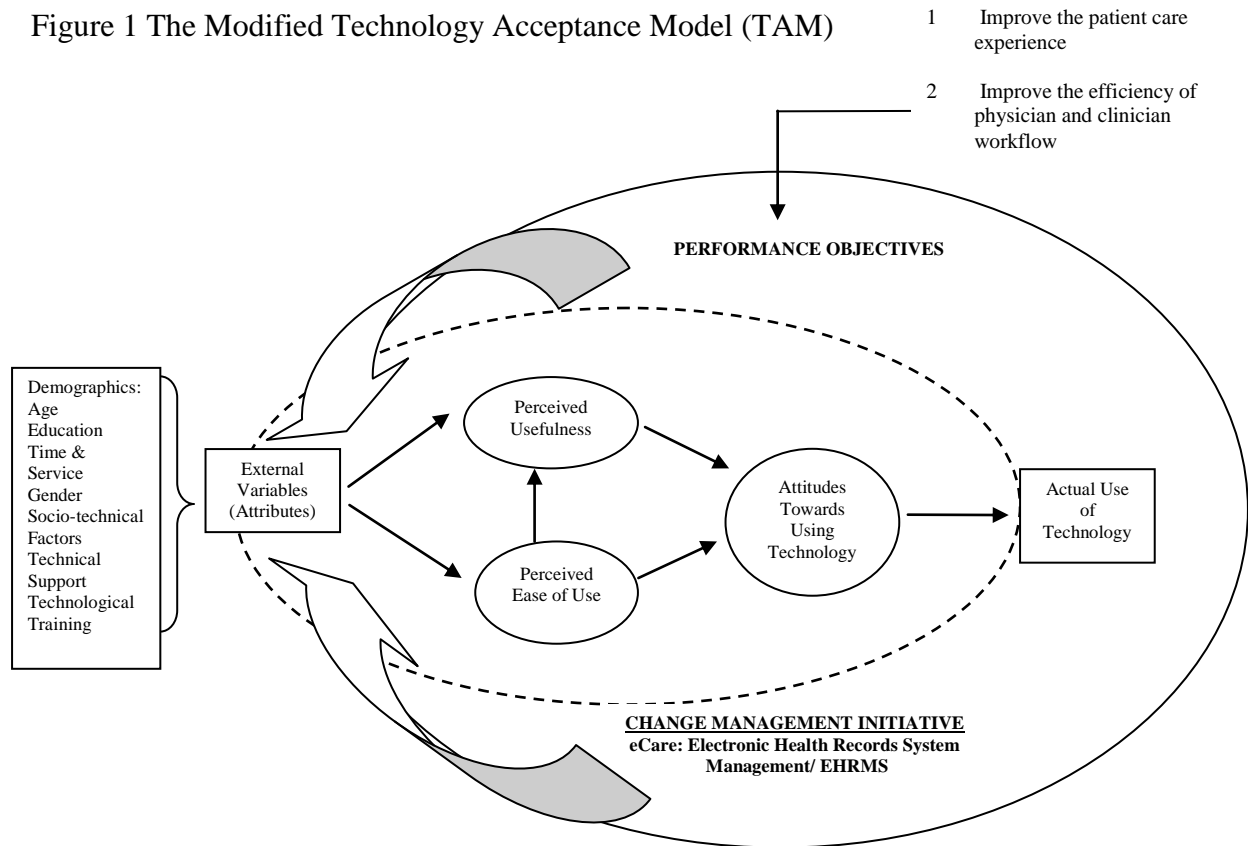 Figure 1 The Modified Technology Acceptance Model (TAM)
1 Improve the patient care
experience
2 Improve the efficiency of
physician and clinician
workflow
PERFORMANCE OBJECTIVES
Demographics:
Age
Education
Time &
Service
Gender
Socio-technical
Factors
Technical
Support
Technological
Training
External
Variables
(Attributes)
Perceived
Usefulness
Perceived
Ease of Use
Attitudes
Towards
Using
Technology
Actual Use
of
Technology
CHANGE MANAGEMENT INITIATIVE
eCare: Electronic Health Records System
Management/ EHRMS